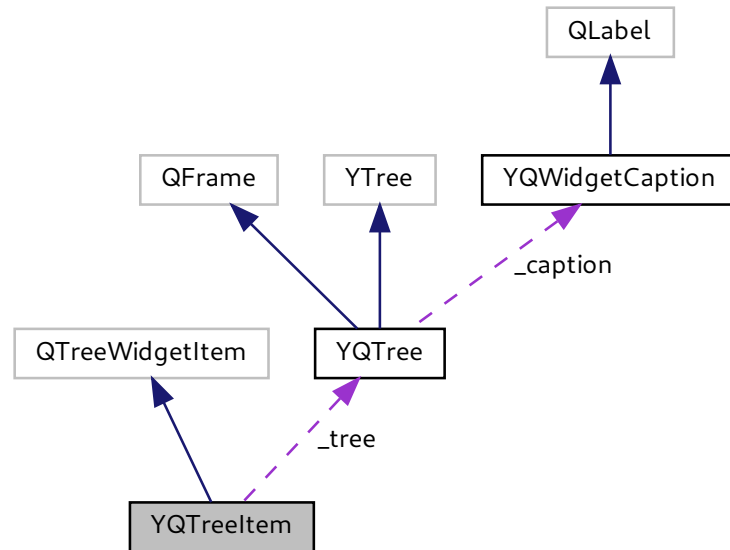 QLabel
QFrame
YTree
YQWidgetCaption
_caption
QTreeWidgetItem
YQTree
_tree
YQTreeItem